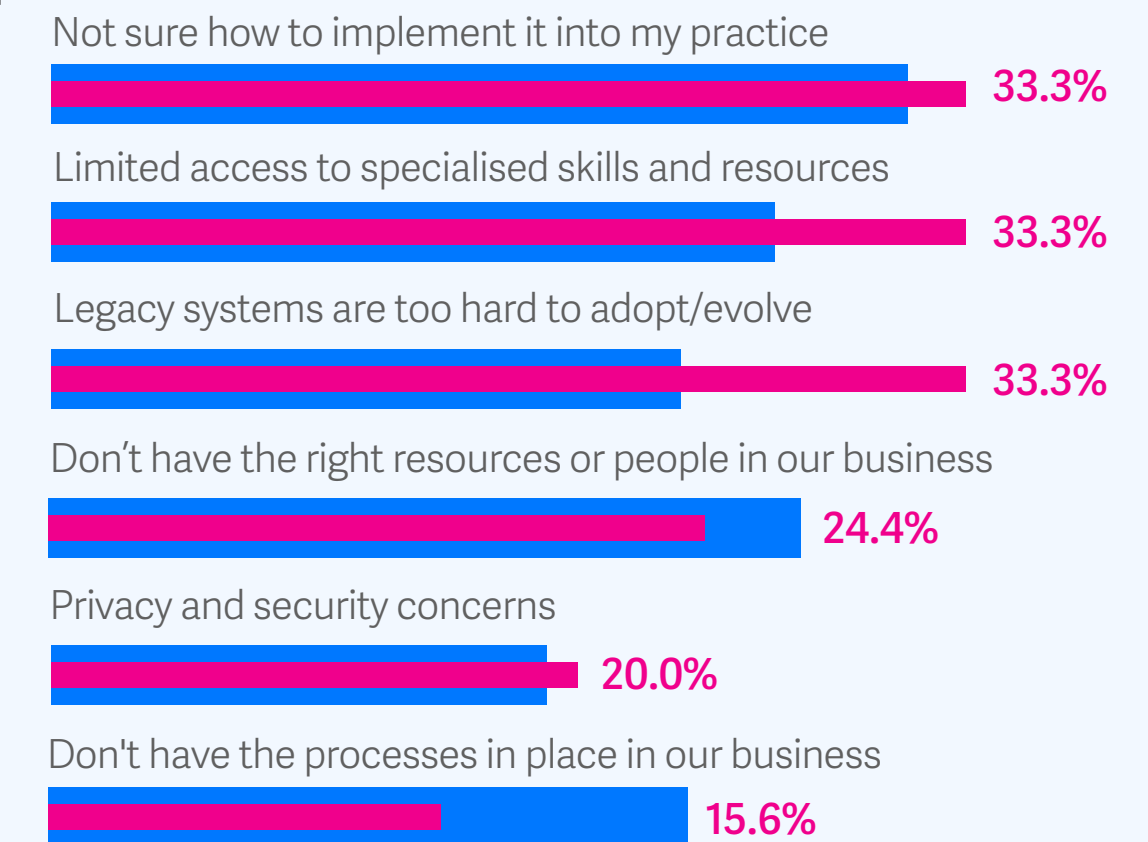 Not sure how to implement it into my practice
33.3%
Limited access to specialised skills and resources
33.3%
Legacy systems are too hard to adopt/evolve
33.3%
Don’t have the right resources or people in our business
24.4%
Privacy and security concerns
20.0%
Don't have the processes in place in our business
15.6%